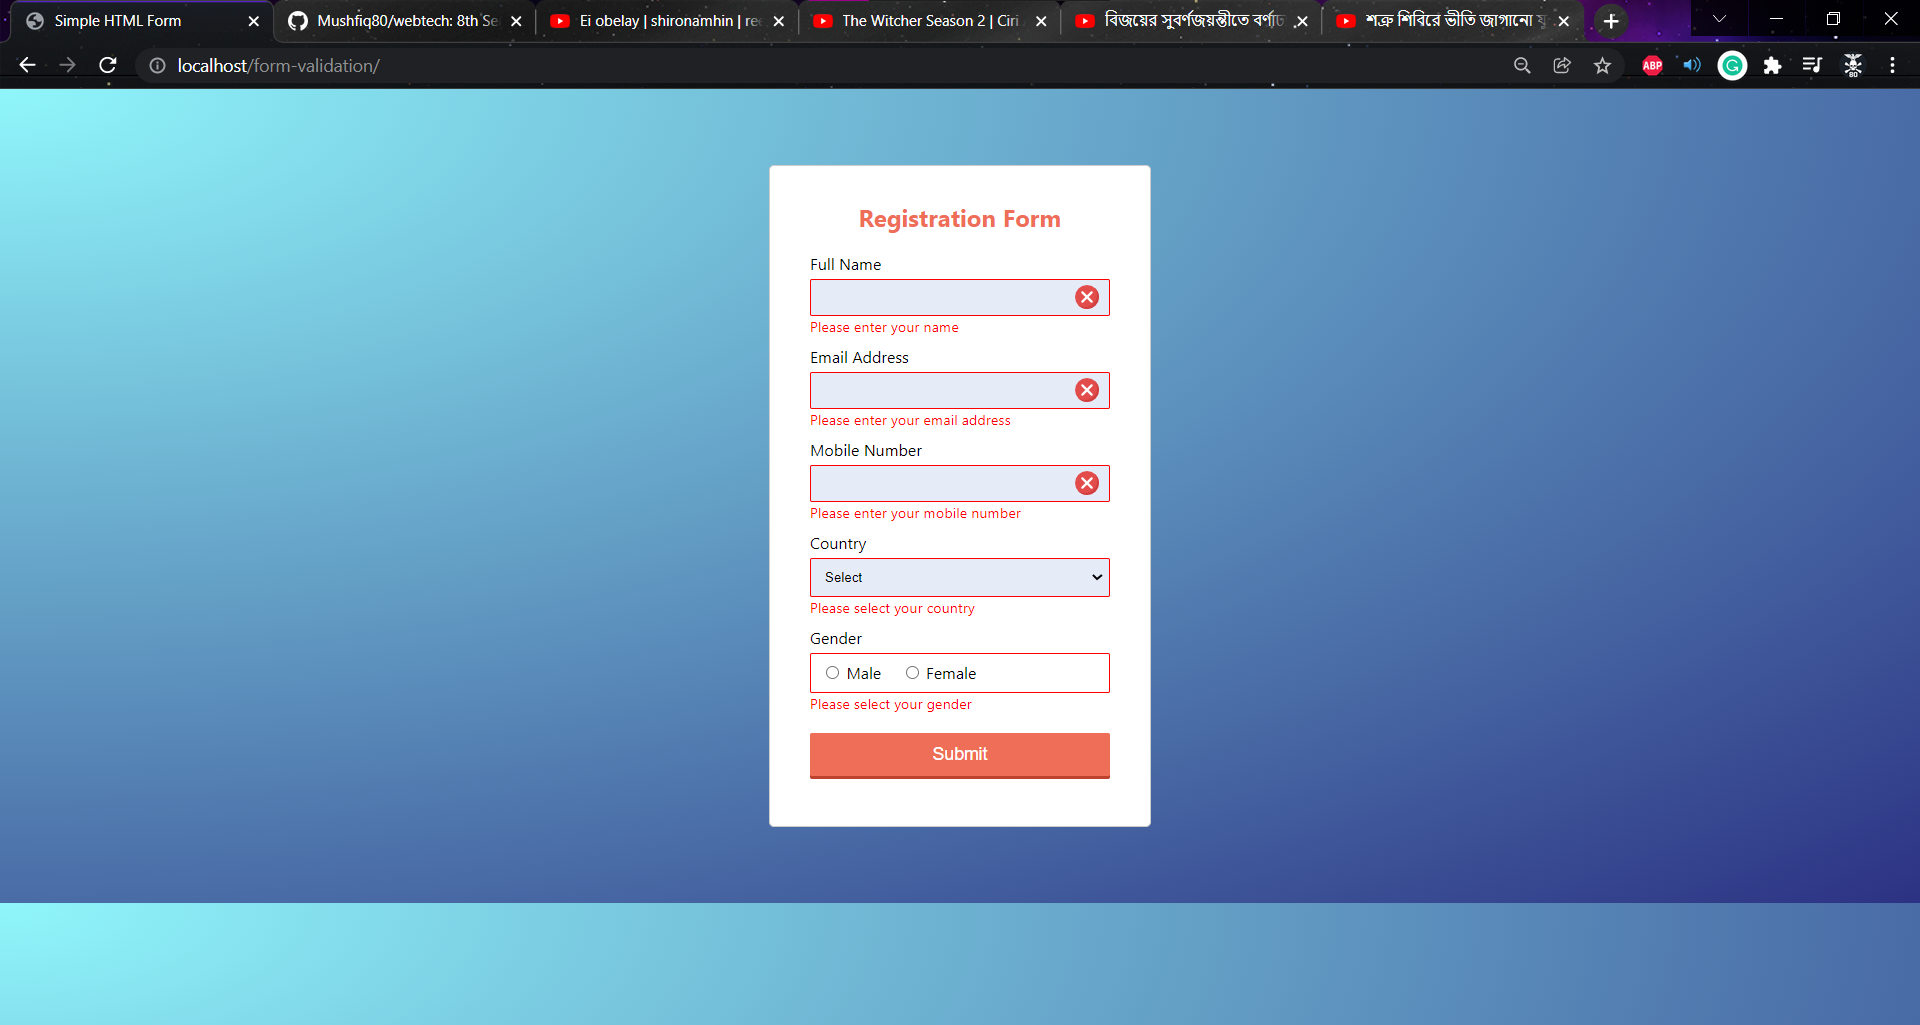 Simple HTML Form
Mushfiq80/webtech: 8th Se
Ei obelay | shironamhin | re
The Witcher Season 2 | Ciri
বিজয়ের সুবর্ণজয়ন্তীতে বর্ণাঢ
শত্রু শিবিরে ভীতি জাগানো যু
localhost/form-validation/
ABP
80
Registration Form
Full Name
Please enter your name
Email Address
Please enter your email address
Mobile Number
Please enter your mobile number
Country
Select
Please select your country
Gender
Male Female
Please select your gender
Submit